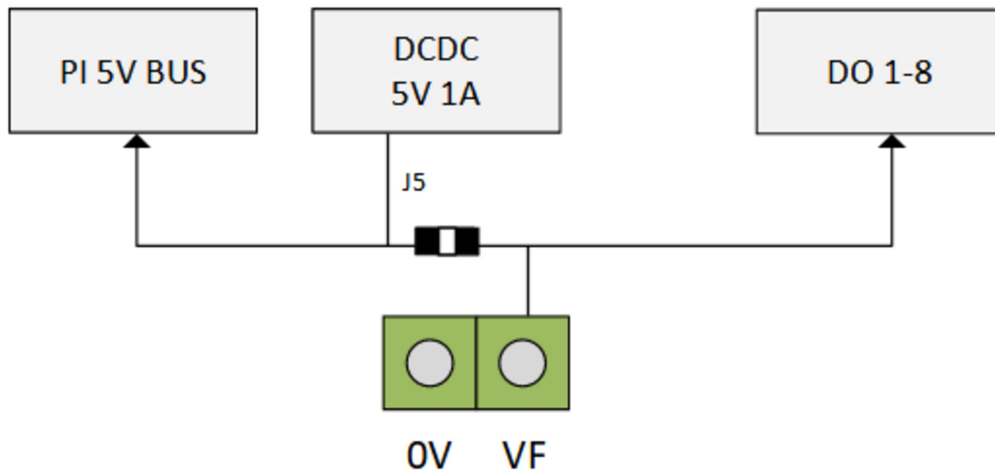 PI 5V BUS
DCDC
5V 1A
DO 1-8
J5
0V VF